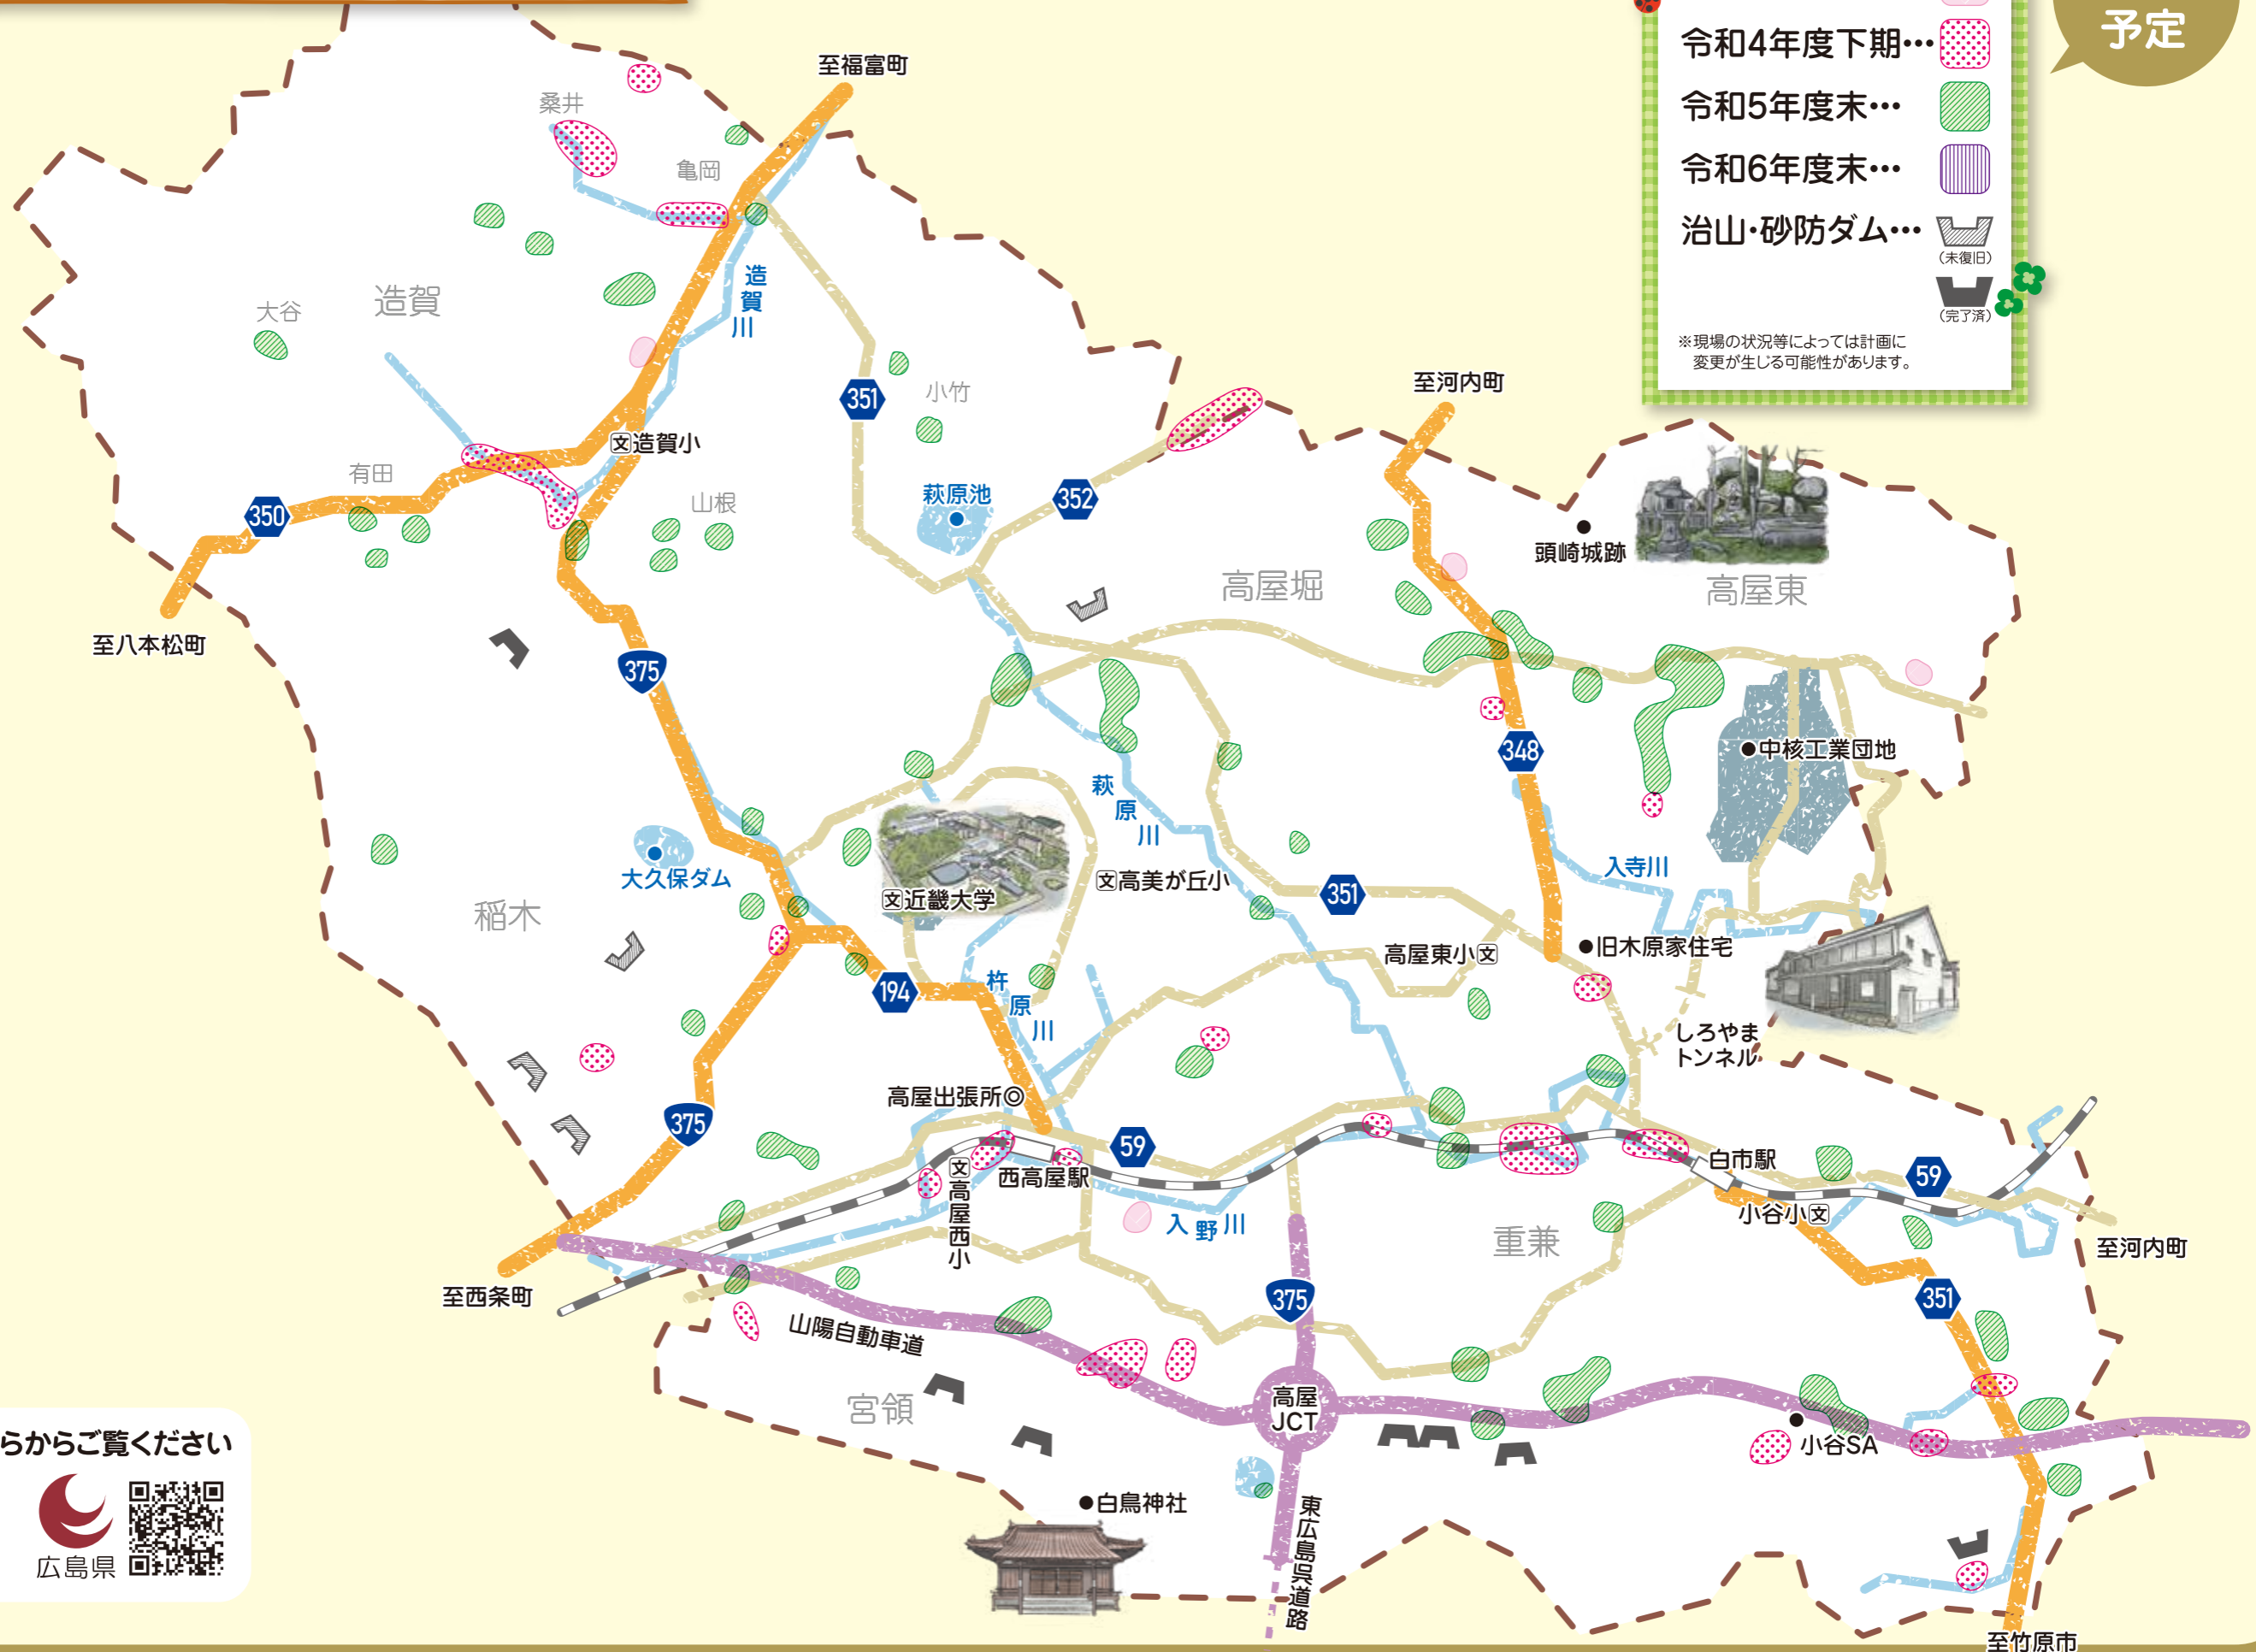 予定
令和4年度下期…
令和5年度末…
令和6年度末…
治山・砂防ダム…
(未復旧)
(完了済)
※現場の状況等によっては計画に
変更が生じる可能性があります。
至福富町
桑井
亀岡
造賀川
造賀
大谷
351
小竹
至河内町
文造賀小
有田
350
山根
萩原池
352
頭崎城跡
高屋堀
高屋東
至八本松町
375
348
中核工業団地
萩原川
大久保ダム
文近畿大学
文高美が丘小
351
入寺川
稲木
高屋東小文
旧木原家住宅
194
杵原川
しろやま
トンネル
高屋出張所◎
375
59
西高屋駅
文高屋西小
白市駅
59
入野川
小谷小文
重兼
至河内町
至西条町
375
351
山陽自動車道
宮領
高屋
JCT
小谷SA
らからご覧ください
広島県
白鳥神社
東広島呉道路
至竹原市